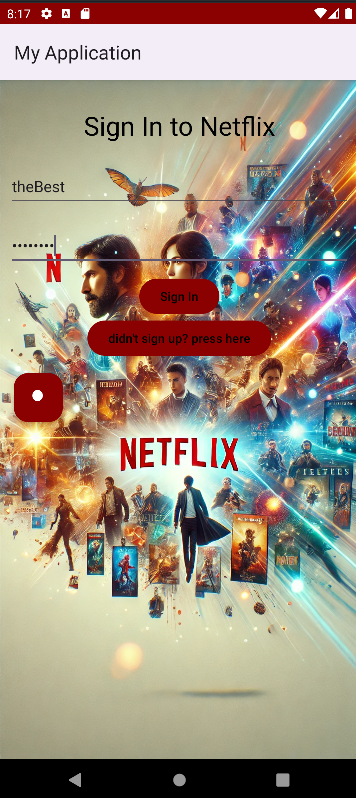 8:17
My Application
Sign In to Netflix
theBest
N
Sign in
didn't sign up? press here
NETFLIX